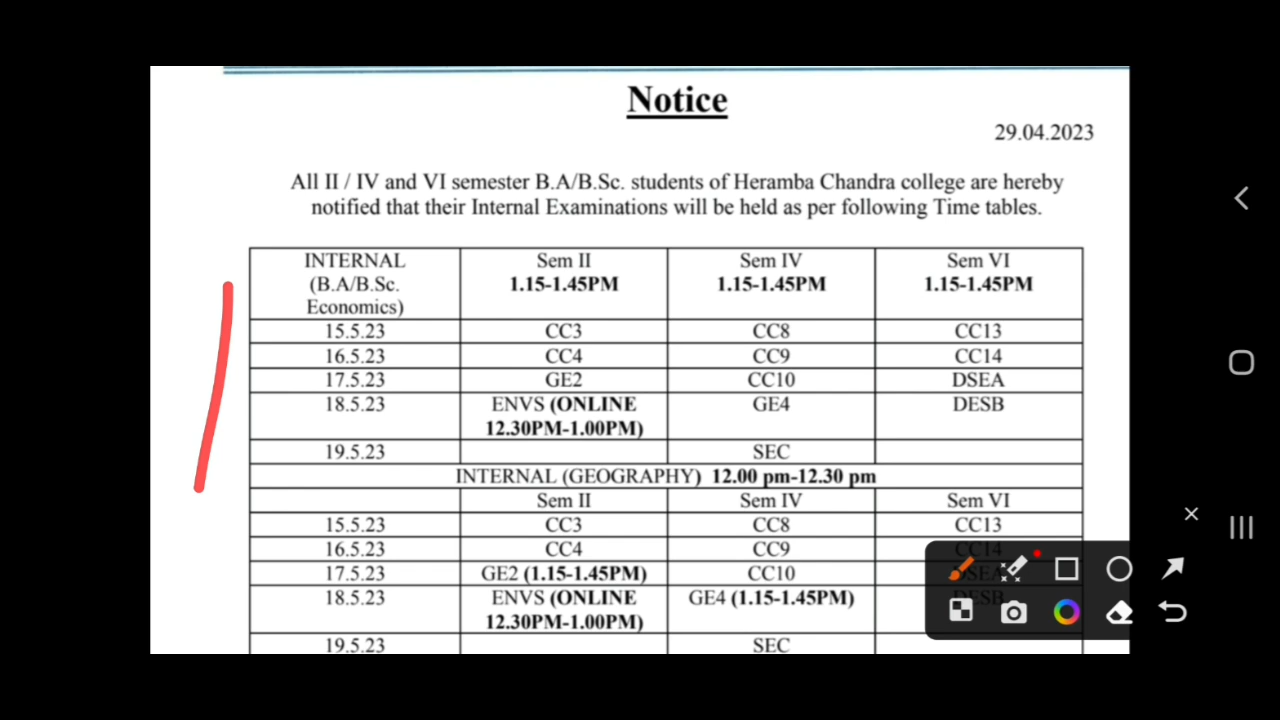 Notice
29.04.2023
All II / IV and VI semester B.A/B.Sc. students of Heramba Chandra college are hereby
notified that their Internal Examinations will be held as per following Time tables.
INTERNAL (B.A/B.Sc. Economics) Sem II 1.15-1.45PM Sem IV 1.15-1.45PM Sem VI 1.15-1.45PM
15.5.23 CC3 CC8 CC13
16.5.23 CC4 CC9 CC14
17.5.23 GE2 CC10 DSEA
18.5.23 ENVS (ONLINE 12.30PM-1.00PM) GE4 DESB
19.5.23 SEC
INTERNAL (GEOGRAPHY) 12.00 pm-12.30 pm
Sem II Sem IV Sem VI
15.5.23 CC3 CC8 CC13
16.5.23 CC4 CC9 CC14
17.5.23 GE2 (1.15-1.45PM) CC10 DSEA
18.5.23 ENVS (ONLINE 12.30PM-1.00PM) GE4 (1.15-1.45PM) DESB
19.5.23 SEC